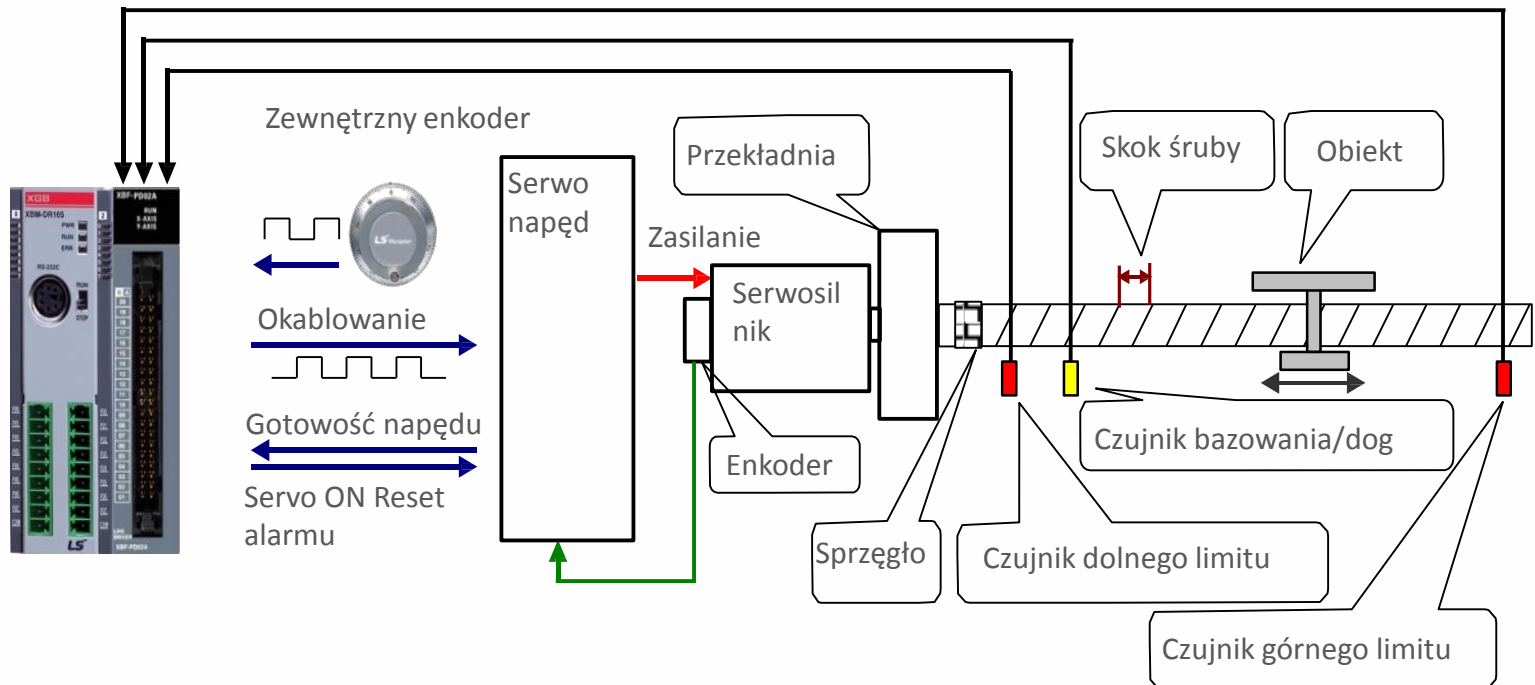 Zewnętrzny enkoder
Przekładnia
Skok śruby
Obiekt
Serwo
napęd
Zasilanie
Serwosil
nik
Okablowanie
Gotowość napędu
Servo ON Reset
alarmu
Enkoder
Sprzęgło
Czujnik bazowania/dog
Czujnik dolnego limitu
Czujnik górnego limitu
XGB
XBM-DR16S
PWR
RUN
ERR
RS-232C
RUN
STOP
LS
XBF-PD02A
RUN
X-AXIS
Y-AXIS
XBF-PD02A